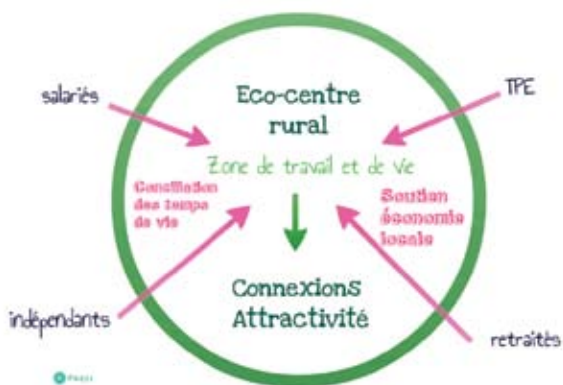 salariés
TPE
Eco-centre
rural
Zone de travail et de vie
Conciliation
des temps
de vie
Soutien
économie
locale
Connexions
Attractivité
indépendants
retraités